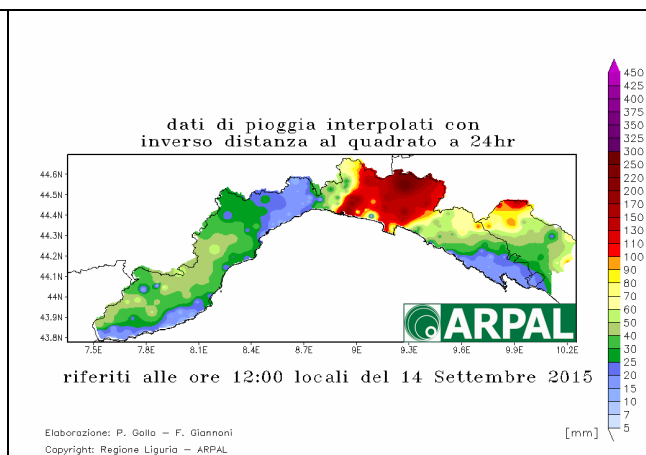 dati di pioggia interpolati con
inverso distanza al quadrato a 24hr
44.6N
44.5N
44.4N
44.3N
44.2N
44.1N
44N
43.9N
43.8N
7.5E 7.8E 8.1E 8.4E 8.7E 9E 9.3E 9.6E 9.9E 10.2E
ARPAL
450
425
400
375
350
325
300
250
220
200
170
150
130
110
100
90
80
70
60
50
40
30
25
20
15
10
7
5
[mm]
riferiti alle ore 12:00 locali del 14 Settembre 2015
Elaborazione: P. Gollo – F. Giannoni
Copyright: Regione Liguria – ARPAL